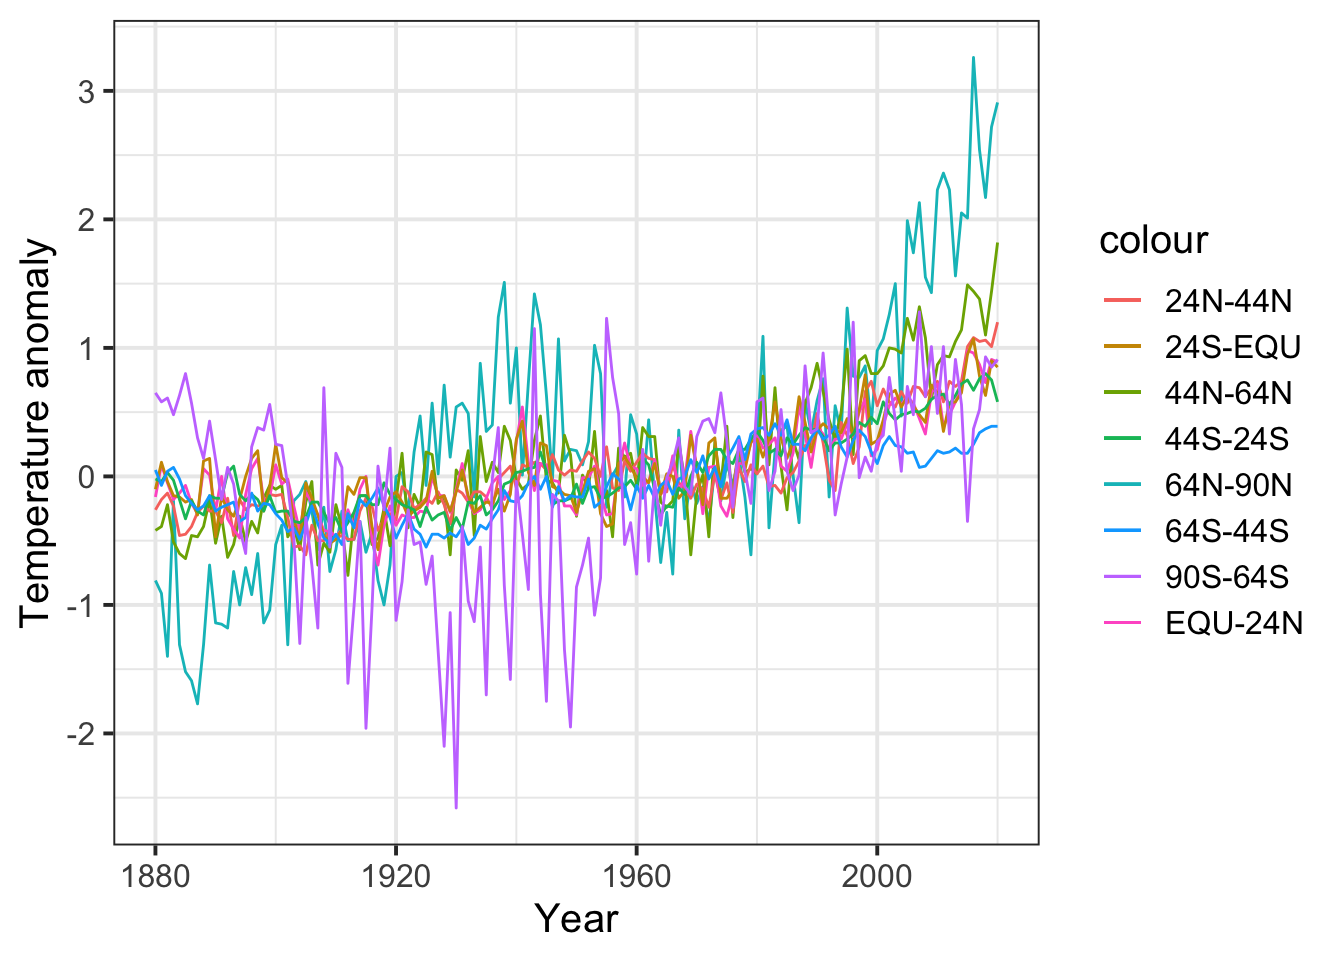 3
2
1
0
-1
-2
Temperature anomaly
1880
1920
1960
2000
Year
colour
24N-44N
24S-EQU
44N-64N
44S-24S
64N-90N
64S-44S
90S-64S
EQU-24N